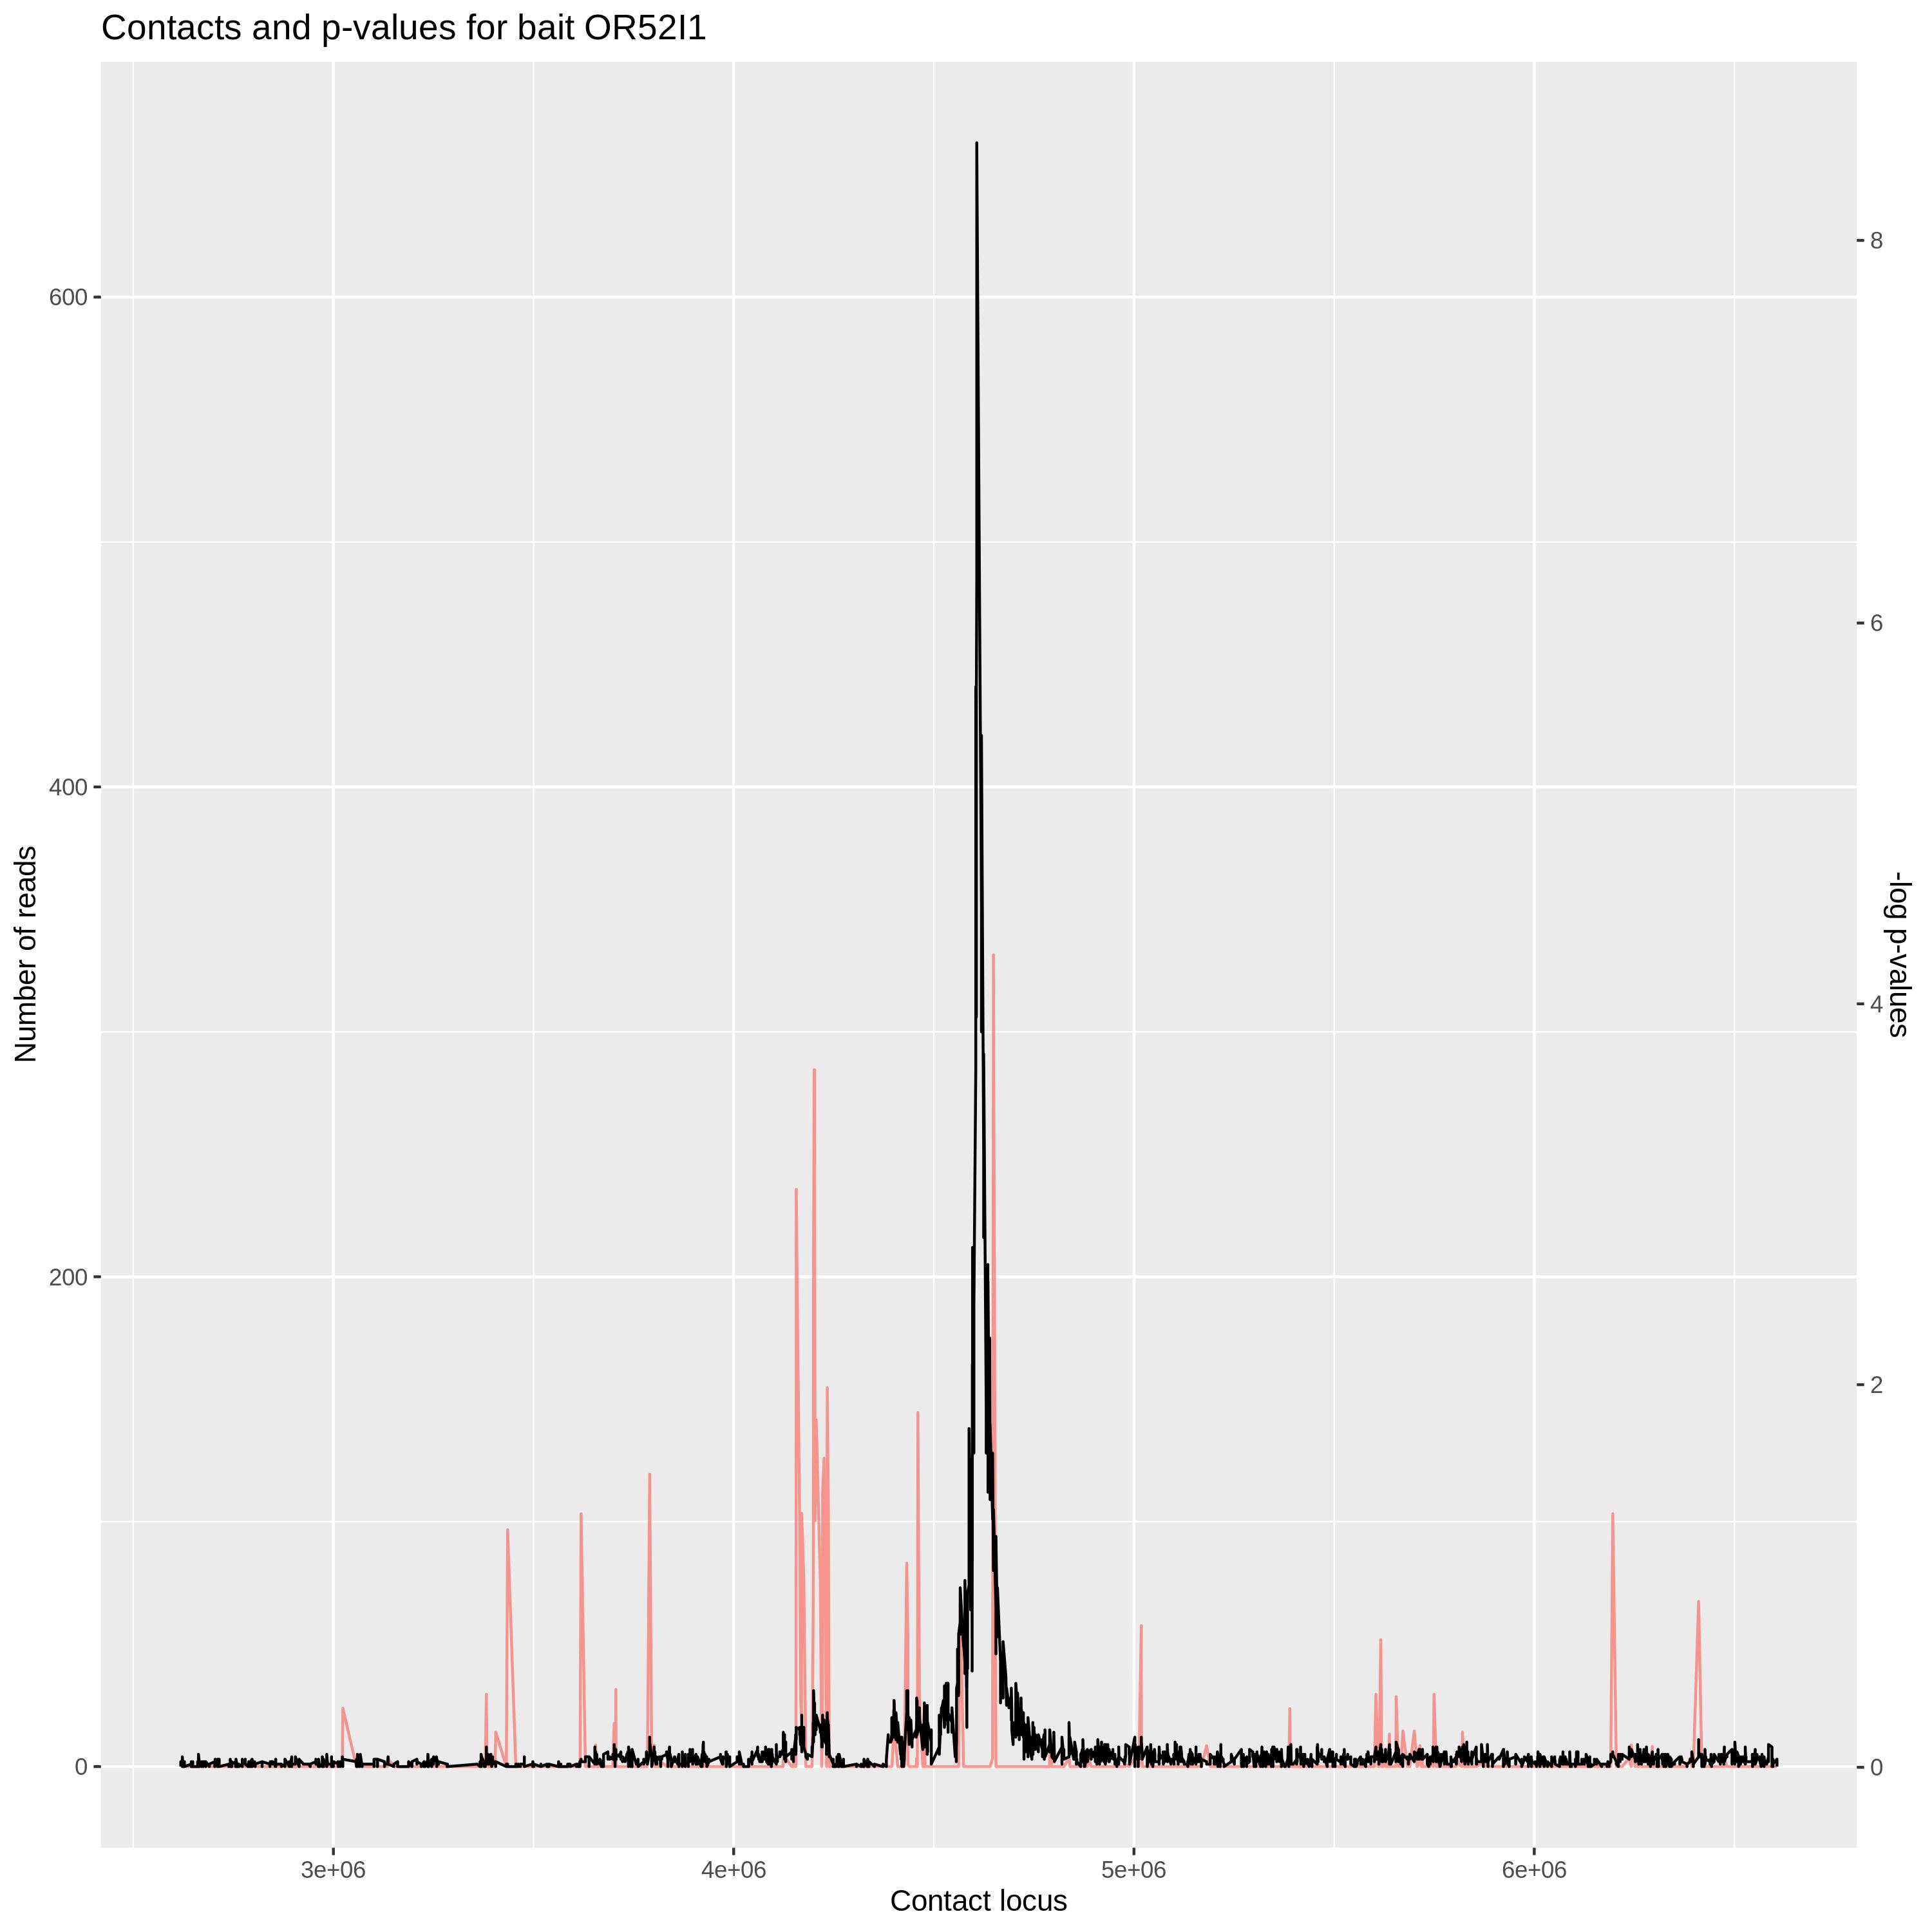 Contacts and p-values for bait OR52I1
600
400
200
0
8
6
4
2
0
Number of reads
-log p-values
3e+06 4e+06 5e+06 6e+06
Contact locus